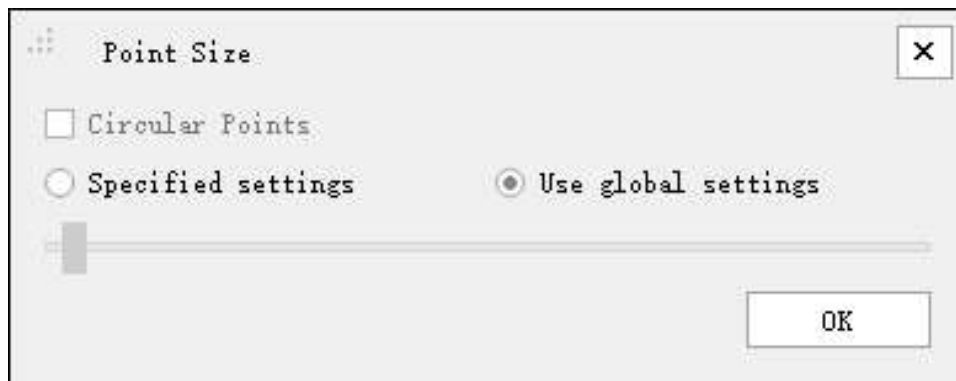 Point Size
Circular Points
Specified settings Use global settings
OK